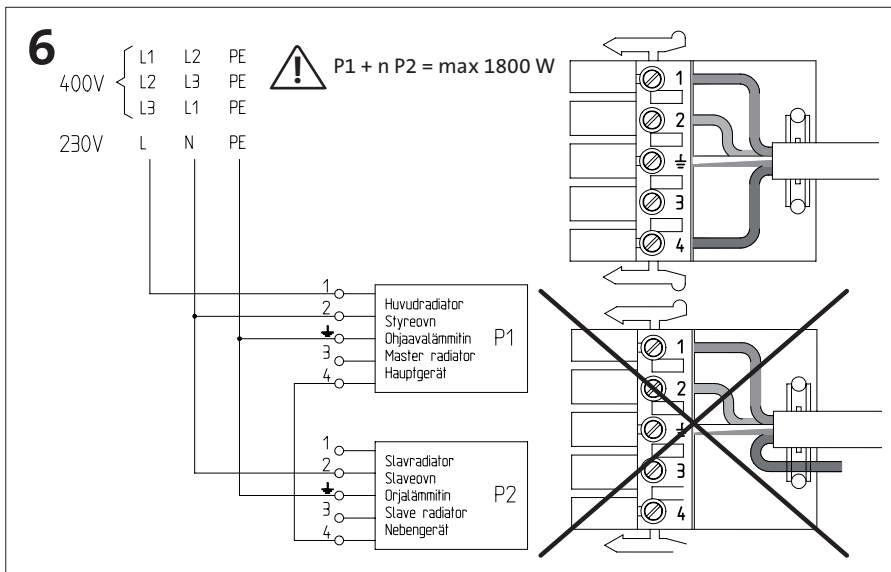 6
400V
L1 L2 PE
L2 L3 PE
L3 L1 PE
230V L N PE
P1 + n P2 = max 1800 W
1
2
3
4
Huvudradiator
Styreovn
Ohjaavalämmitin
Master radiator
Hauptgerät
P1
1
2
3
4
Slavradiator
Slaveovn
Orjalämmitin
Slave radiator
Nebengerät
P2
1
2
3
4
1
2
3
4